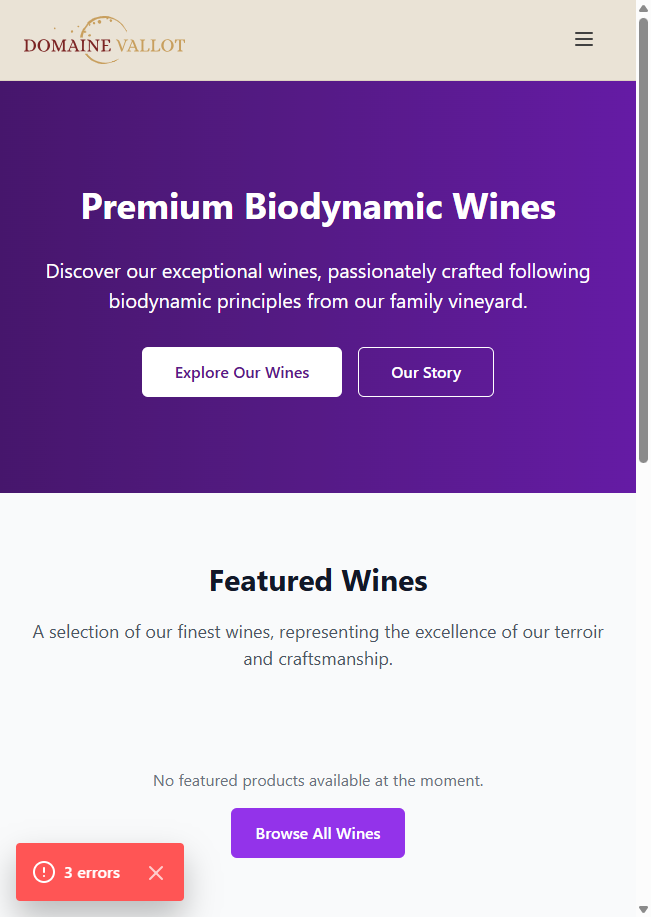 DOMAINE VALLOT
Premium Biodynamic Wines
Discover our exceptional wines, passionately crafted following
biodynamic principles from our family vineyard.
Explore Our Wines
Our Story
Featured Wines
A selection of our finest wines, representing the excellence of our terroir
and craftsmanship.
No featured products available at the moment.
Browse All Wines
3 errors